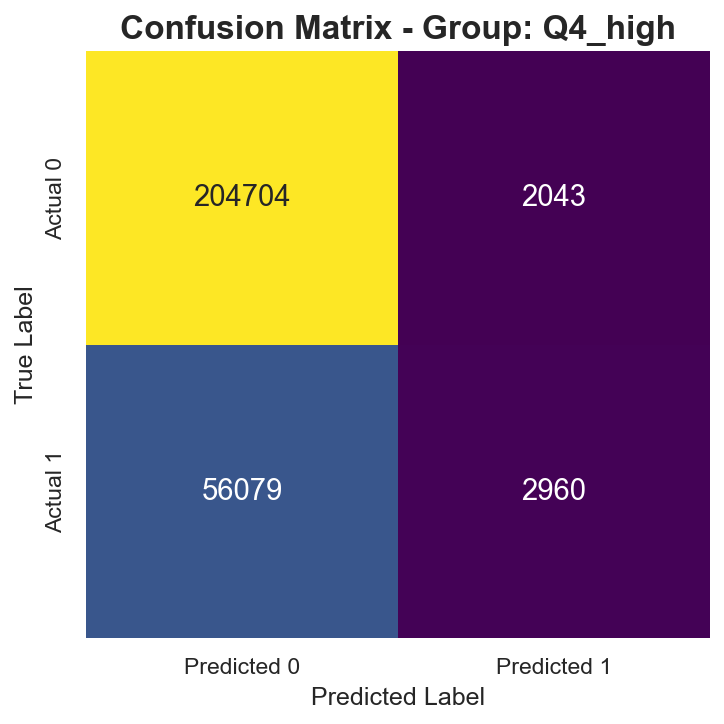 Confusion Matrix - Group: Q4_high
True Label
Actual 0
204704
2043
Actual 1
56079
2960
Predicted 0
Predicted 1
Predicted Label